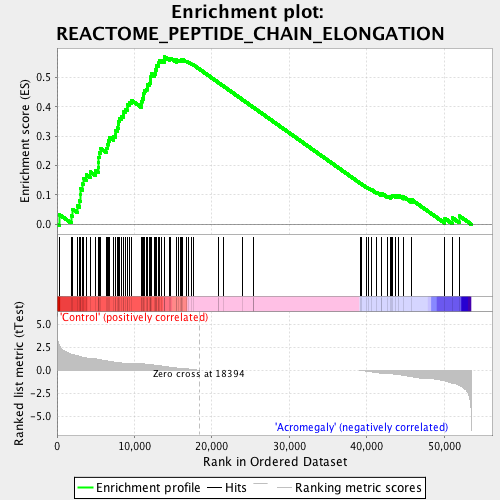 Enrichment plot:
REACTOME_PEPTIDE_CHAIN_ELONGATION
Enrichment score (ES)
0.5
0.4
0.3
0.2
0.1
0.0
'Control' (positively correlated)
Ranked list metric (tTest)
5.0
2.5
0.0
-2.5
-5.0
Zero cross at 18394
'Acromegaly' (negatively correlated)
0
10,000
20,000
30,000
40,000
50,000
Rank in Ordered Dataset
Enrichment profile
Hits
Ranking metric scores